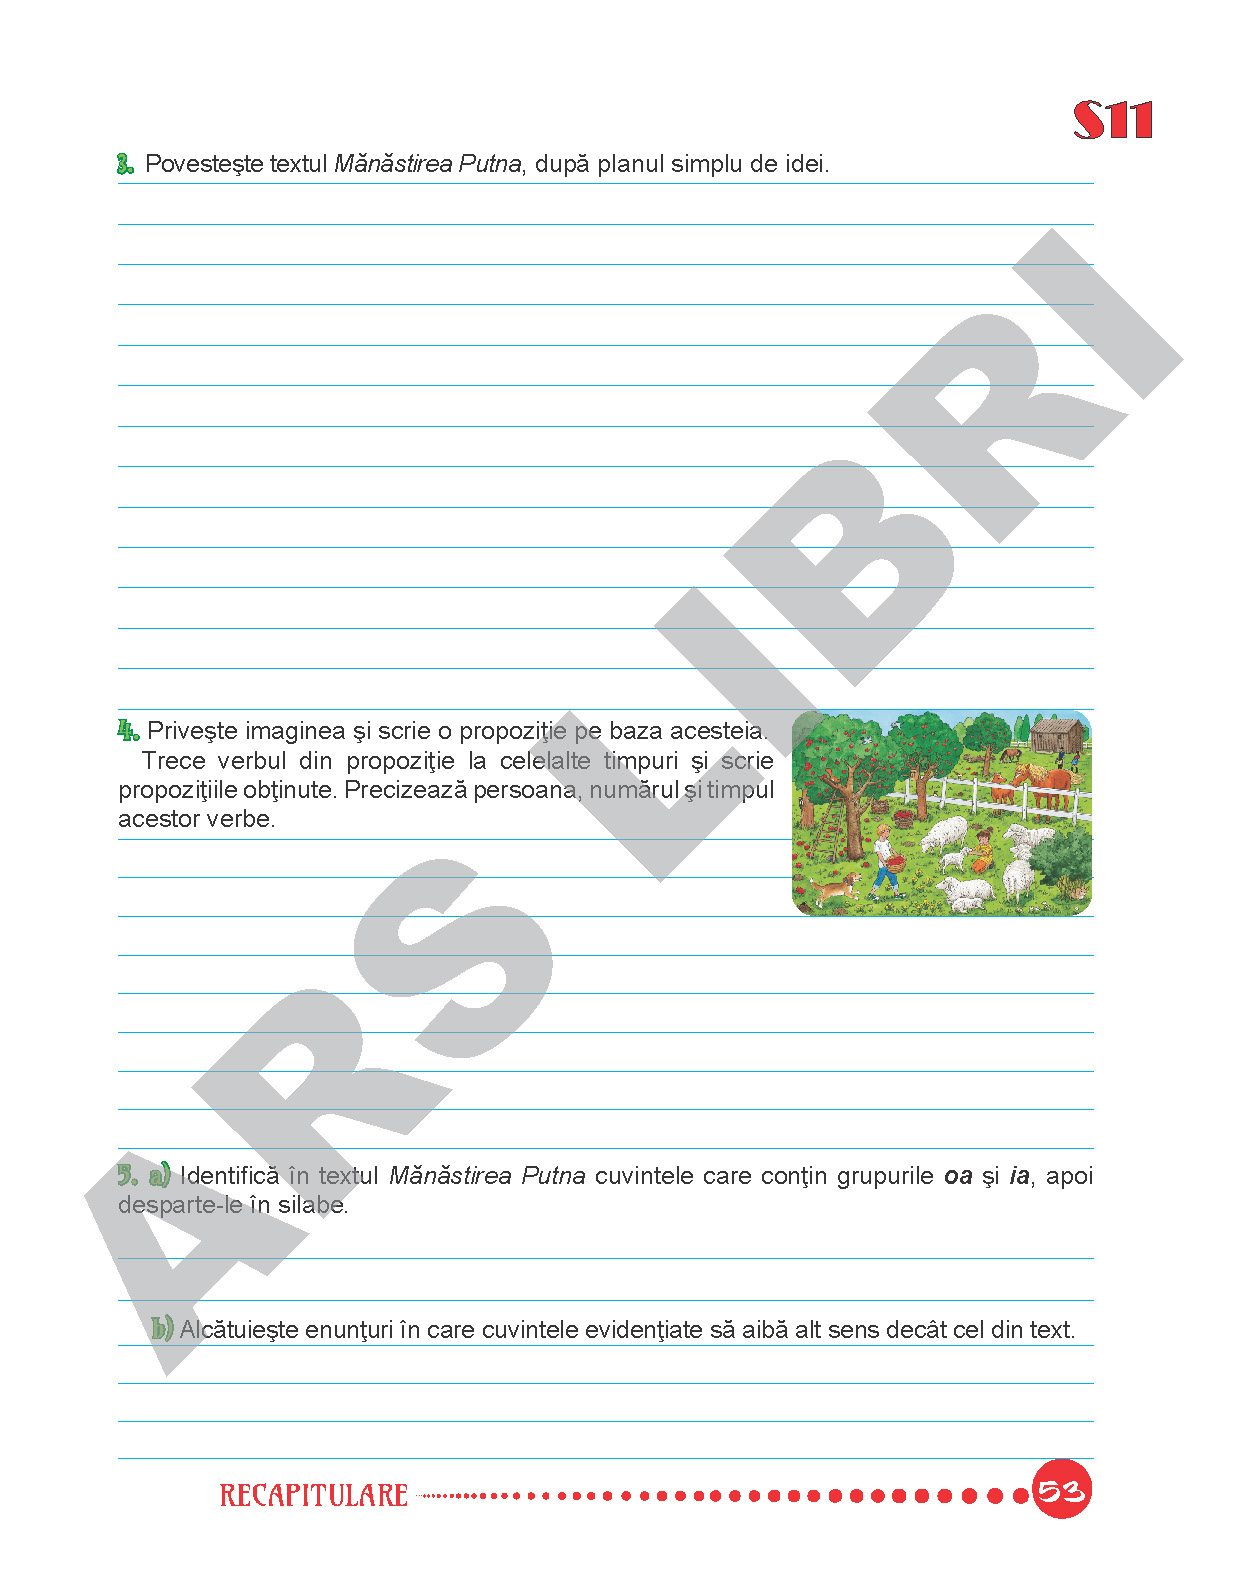 S11
3. Povesteşte textul Mănăstirea Putna, după planul simplu de idei.
4. Priveşte imaginea şi scrie o propoziţie pe baza acesteia.
Trece verbul din propoziţie la celelalte timpuri şi scrie
propoziţiile obţinute. Precizează persoana, numărul şi timpul
acestor verbe.
5. a) Identifică în textul Mănăstirea Putna cuvintele care conţin grupurile oa şi ia, apoi
desparte-le în silabe.
b) Alcătuieşte enunţuri în care cuvintele evidenţiate să aibă alt sens decât cel din text.
RECAPITULARE 53
ARS LIBRI